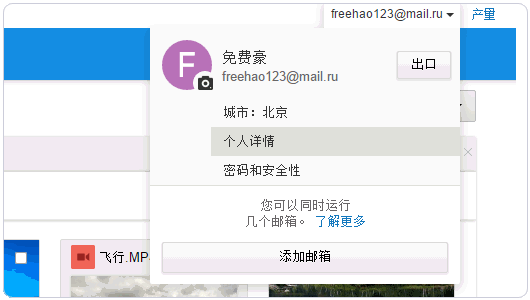 freehao123@mail.ru
产量
F
免费豪
freehao123@mail.ru
出口
城市：北京
个人详情
密码和安全性
您可以同时运行
几个邮箱。 了解更多
添加邮箱
飞行.MP